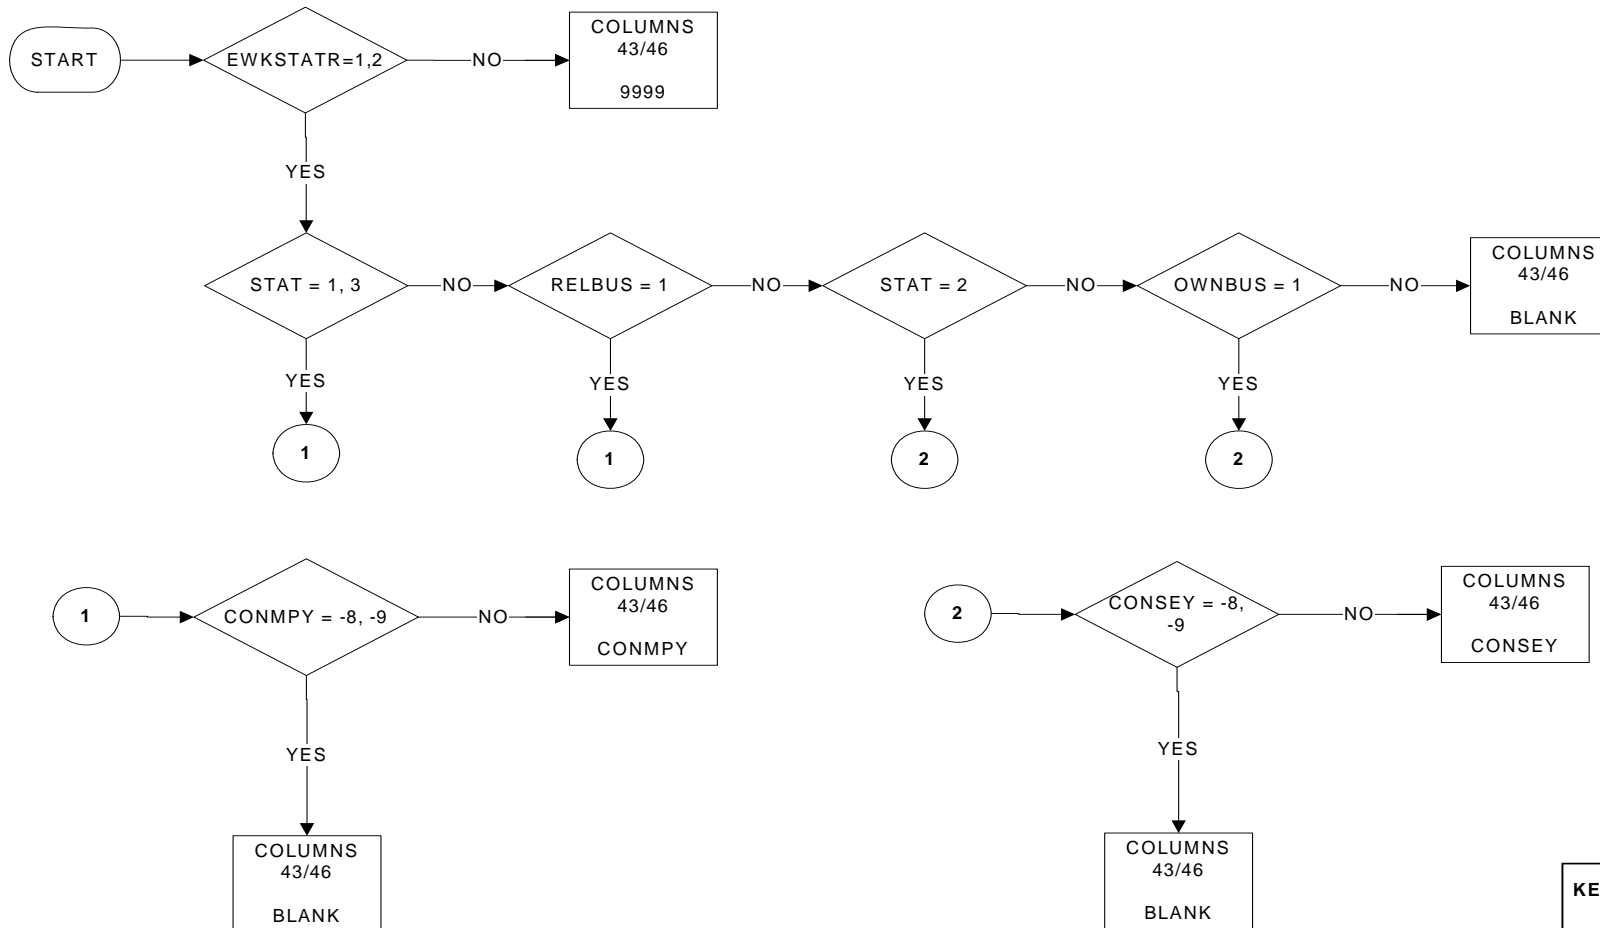 START
EWKSTATR=1,2
NO
COLUMNS
43/46
9999
YES
STAT = 1, 3
NO
RELBUS = 1
NO
STAT = 2
NO
OWNBUS = 1
NO
COLUMNS
43/46
BLANK
YES
YES
YES
YES
1
1
2
2
1
CONMPY = -8, -9
NO
COLUMNS
43/46
CONMPY
2
CONSEY = -8,
-9
NO
COLUMNS
43/46
CONSEY
YES
YES
COLUMNS
43/46
BLANK
COLUMNS
43/46
BLANK